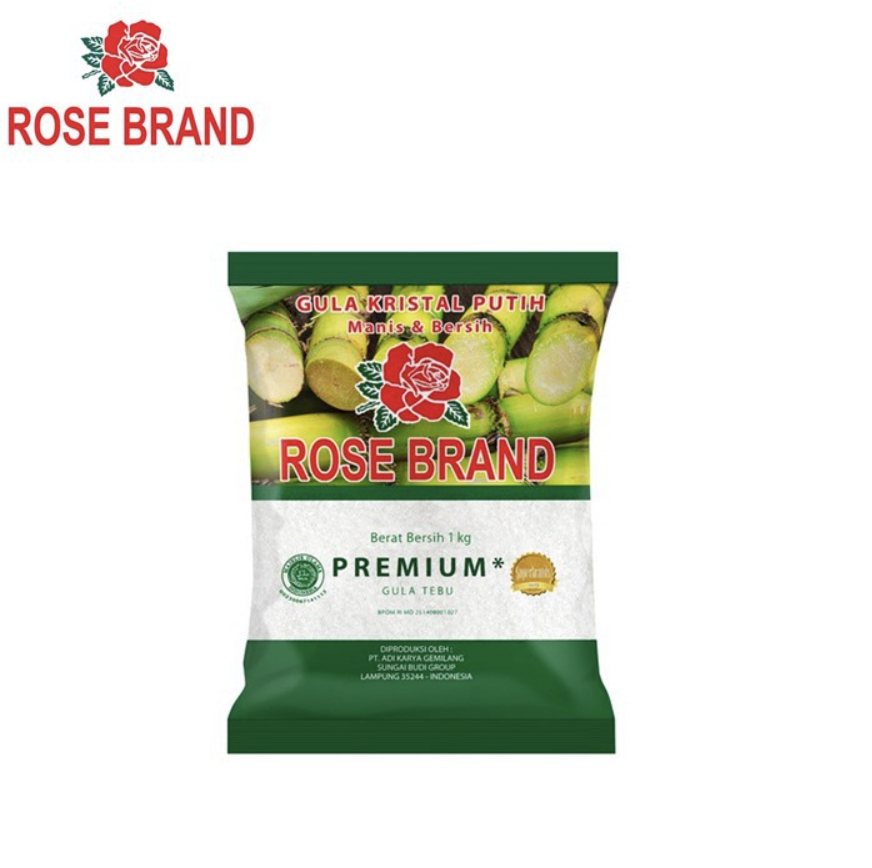 ROSE BRAND
GULA KRISTAL PUTIH
Manis & Bersih
ROSE BRAND
Berat Bersih 1 kg
PREMIUM*
GULA TEBU
Superbrands
DIPRODUKSI OLEH :
PT. ADI KARYA GEMILANG
SUNGAI BUDI GROUP
LAMPUNG 35244 - INDONESIA